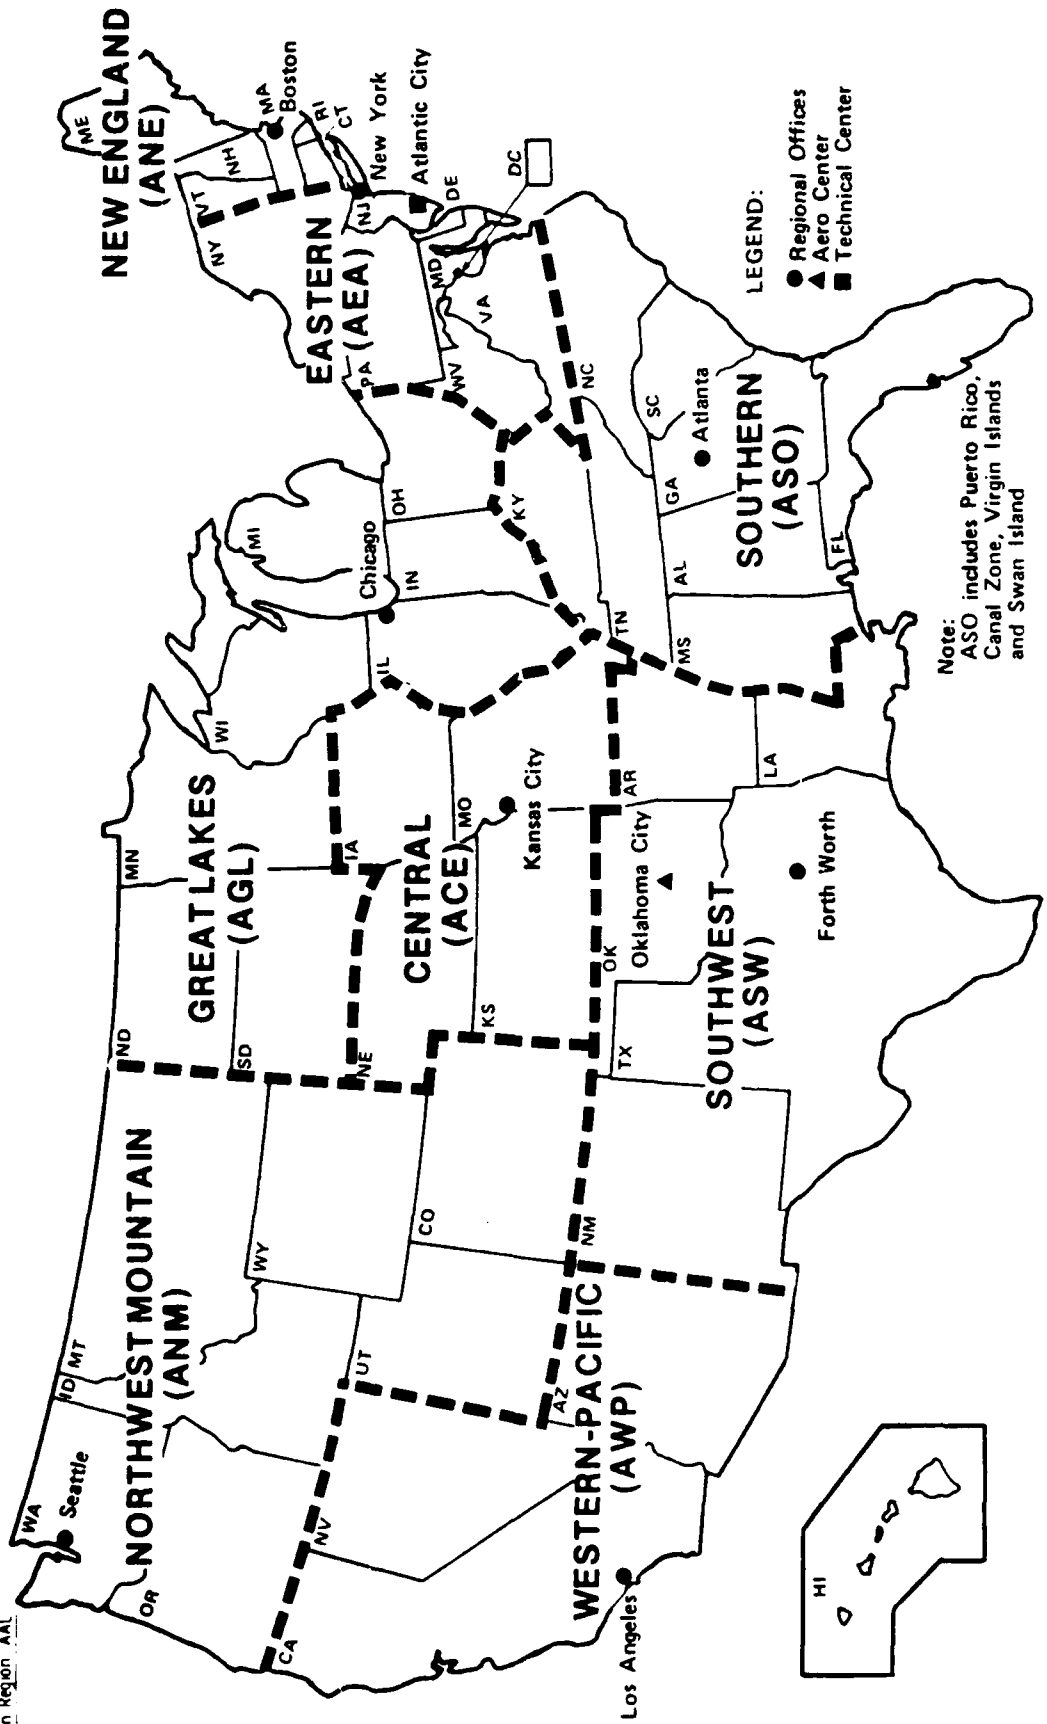 n Region AAL
NEW ENGLAND
(ANE)
EASTERN
(AEA)
GREAT LAKES
(AGL)
CENTRAL
(ACE)
NORTHWEST MOUNTAIN
(ANM)
WESTERN-PACIFIC
(AWP)
SOUTHWEST
(ASW)
SOUTHERN
(ASO)
WA
Seattle
OR
ID
MT
WY
ND
SD
MN
WI
MI
NE
IA
IL
Chicago
IN
OH
PA
NY
VT
NH
ME
MA
Boston
RI
CT
New York
NJ
Atlantic City
DE
MD
DC
WV
VA
CA
NV
UT
CO
KS
MO
Kansas City
KY
NC
TN
SC
Los Angeles
AZ
NM
TX
OK
Oklahoma City
AR
LA
Forth Worth
MS
AL
GA
Atlanta
FL
HI
LEGEND:
● Regional Offices
▲ Aero Center
■ Technical Center
Note:
ASO includes Puerto Rico,
Canal Zone, Virgin Islands
and Swan Island